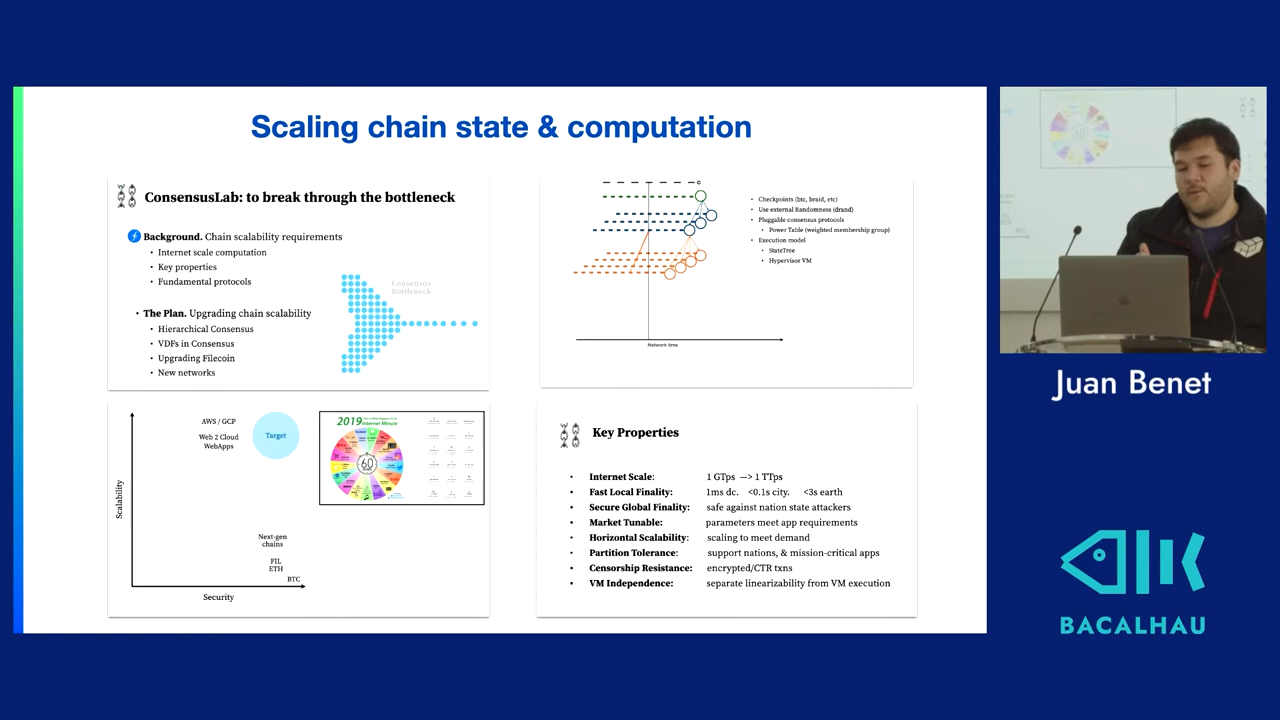 Scaling chain state & computation
ConsensusLab: to break through the bottleneck
Background. Chain scalability requirements
• Internet scale computation
• Key properties
• Fundamental protocols
Consensus
Bottleneck
• The Plan. Upgrading chain scalability
• Hierarchical Consensus
• VDFs in Consensus
• Upgrading Filecoin
• New networks
• Checkpoints (btc, braid, etc)
• Use external Randomness (drand)
• Pluggable consensus protocols
• Power Table (weighted membership group)
• Execution model
• StateTree
• Hypervisor VM
Network time
AWS / GCP
Web 2 Cloud
WebApps
Target
2019
Internet Minute
60
Scalability
Next-gen
chains
FIL
ETH
BTC
Security
Key Properties
• Internet Scale: 1 GTps —> 1 TTps
• Fast Local Finality: 1ms dc. <0.1s city. <3s earth
• Secure Global Finality: safe against nation state attackers
• Market Tunable: parameters meet app requirements
• Horizontal Scalability: scaling to meet demand
• Partition Tolerance: support nations, & mission-critical apps
• Censorship Resistance: encrypted/CTR txns
• VM Independence: separate linearizability from VM execution
Juan Benet
BACALHAU